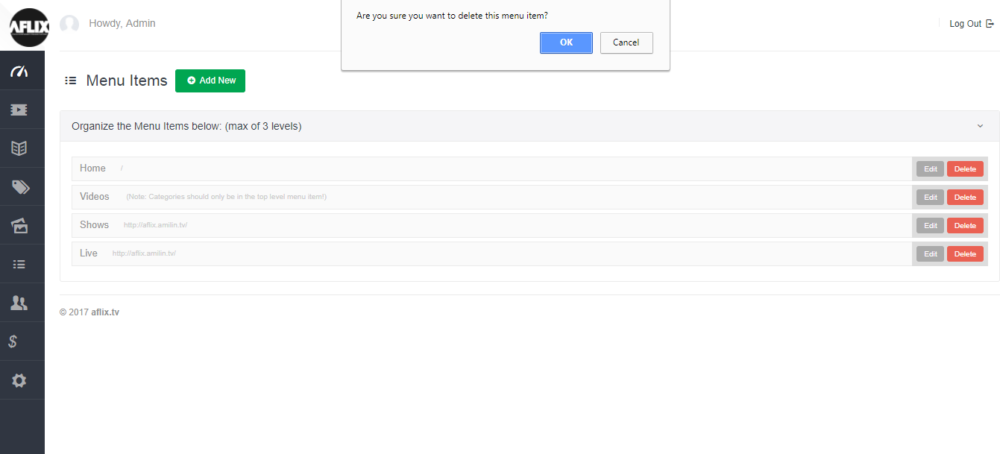 AFLIX
Howdy, Admin
Are you sure you want to delete this menu item?
OK
Cancel
Log Out
Menu Items
Add New
Organize the Menu Items below: (max of 3 levels)
Home /
Edit Delete
Videos (Note: Categories should only be in the top level menu item!)
Edit Delete
Shows http://aflix.amilin.tv/
Edit Delete
Live http://aflix.amilin.tv/
Edit Delete
© 2017 aflix.tv